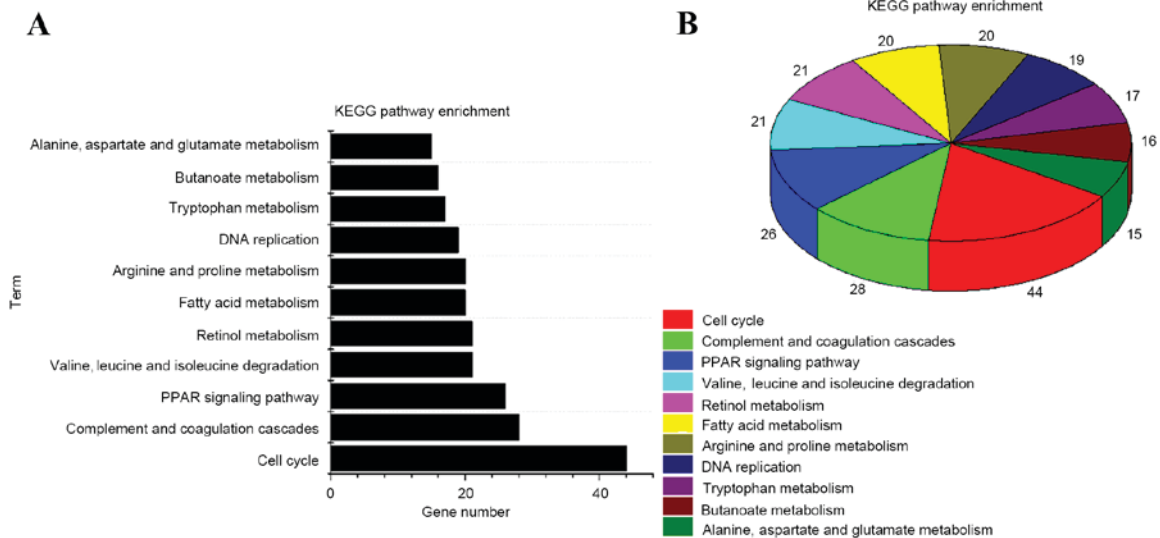 A
KEGG pathway enrichment
Term
Alanine, aspartate and glutamate metabolism
Butanoate metabolism
Tryptophan metabolism
DNA replication
Arginine and proline metabolism
Fatty acid metabolism
Retinol metabolism
Valine, leucine and isoleucine degradation
PPAR signaling pathway
Complement and coagulation cascades
Cell cycle
0 20 40
Gene number
B
KEGG pathway enrichment
20
20
19
21
17
21
16
26
15
28
44
Cell cycle
Complement and coagulation cascades
PPAR signaling pathway
Valine, leucine and isoleucine degradation
Retinol metabolism
Fatty acid metabolism
Arginine and proline metabolism
DNA replication
Tryptophan metabolism
Butanoate metabolism
Alanine, aspartate and glutamate metabolism